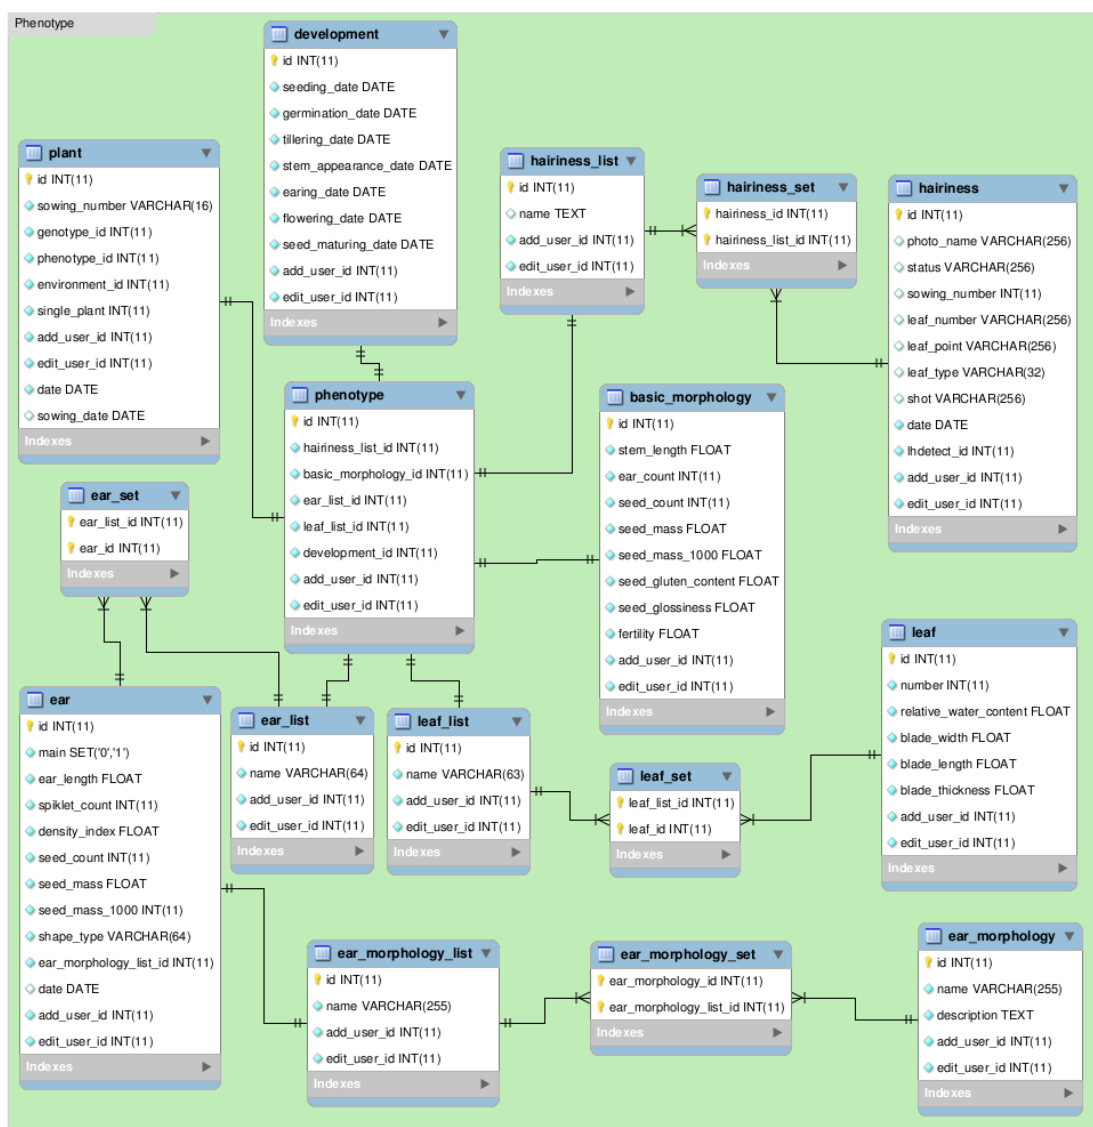 Phenotype
development
id INT(11)
seeding_date DATE
germination_date DATE
tillering_date DATE
stem_appearance_date DATE
earing_date DATE
flowering_date DATE
seed_maturing_date DATE
add_user_id INT(11)
edit_user_id INT(11)
Indexes
plant
id INT(11)
sowing_number VARCHAR(16)
genotype_id INT(11)
phenotype_id INT(11)
environment_id INT(11)
single_plant INT(11)
add_user_id INT(11)
edit_user_id INT(11)
date DATE
sowing_date DATE
Indexes
hairiness_list
id INT(11)
name TEXT
add_user_id INT(11)
edit_user_id INT(11)
Indexes
hairiness_set
hairiness_id INT(11)
hairiness_list_id INT(11)
Indexes
hairiness
id INT(11)
photo_name VARCHAR(256)
status VARCHAR(256)
sowing_number INT(11)
leaf_number VARCHAR(256)
leaf_point VARCHAR(256)
leaf_type VARCHAR(32)
shot VARCHAR(256)
date DATE
lhdetect_id INT(11)
add_user_id INT(11)
edit_user_id INT(11)
Indexes
phenotype
id INT(11)
hairiness_list_id INT(11)
basic_morphology_id INT(11)
ear_list_id INT(11)
leaf_list_id INT(11)
development_id INT(11)
add_user_id INT(11)
edit_user_id INT(11)
Indexes
basic_morphology
id INT(11)
stem_length FLOAT
ear_count INT(11)
seed_count INT(11)
seed_mass FLOAT
seed_mass_1000 FLOAT
seed_gluten_content FLOAT
seed_glossiness FLOAT
fertility FLOAT
add_user_id INT(11)
edit_user_id INT(11)
Indexes
ear_set
ear_list_id INT(11)
ear_id INT(11)
Indexes
leaf
id INT(11)
number INT(11)
relative_water_content FLOAT
blade_width FLOAT
blade_length FLOAT
blade_thickness FLOAT
add_user_id INT(11)
edit_user_id INT(11)
Indexes
ear
id INT(11)
main SET('0','1')
ear_length FLOAT
spiklet_count INT(11)
density_index FLOAT
seed_count INT(11)
seed_mass FLOAT
seed_mass_1000 INT(11)
shape_type VARCHAR(64)
ear_morphology_list_id INT(11)
date DATE
add_user_id INT(11)
edit_user_id INT(11)
Indexes
ear_list
id INT(11)
name VARCHAR(64)
add_user_id INT(11)
edit_user_id INT(11)
Indexes
leaf_list
id INT(11)
name VARCHAR(63)
add_user_id INT(11)
edit_user_id INT(11)
Indexes
leaf_set
leaf_list_id INT(11)
leaf_id INT(11)
Indexes
ear_morphology_list
id INT(11)
name VARCHAR(255)
add_user_id INT(11)
edit_user_id INT(11)
Indexes
ear_morphology_set
ear_morphology_id INT(11)
ear_morphology_list_id INT(11)
Indexes
ear_morphology
id INT(11)
name VARCHAR(255)
description TEXT
add_user_id INT(11)
edit_user_id INT(11)
Indexes